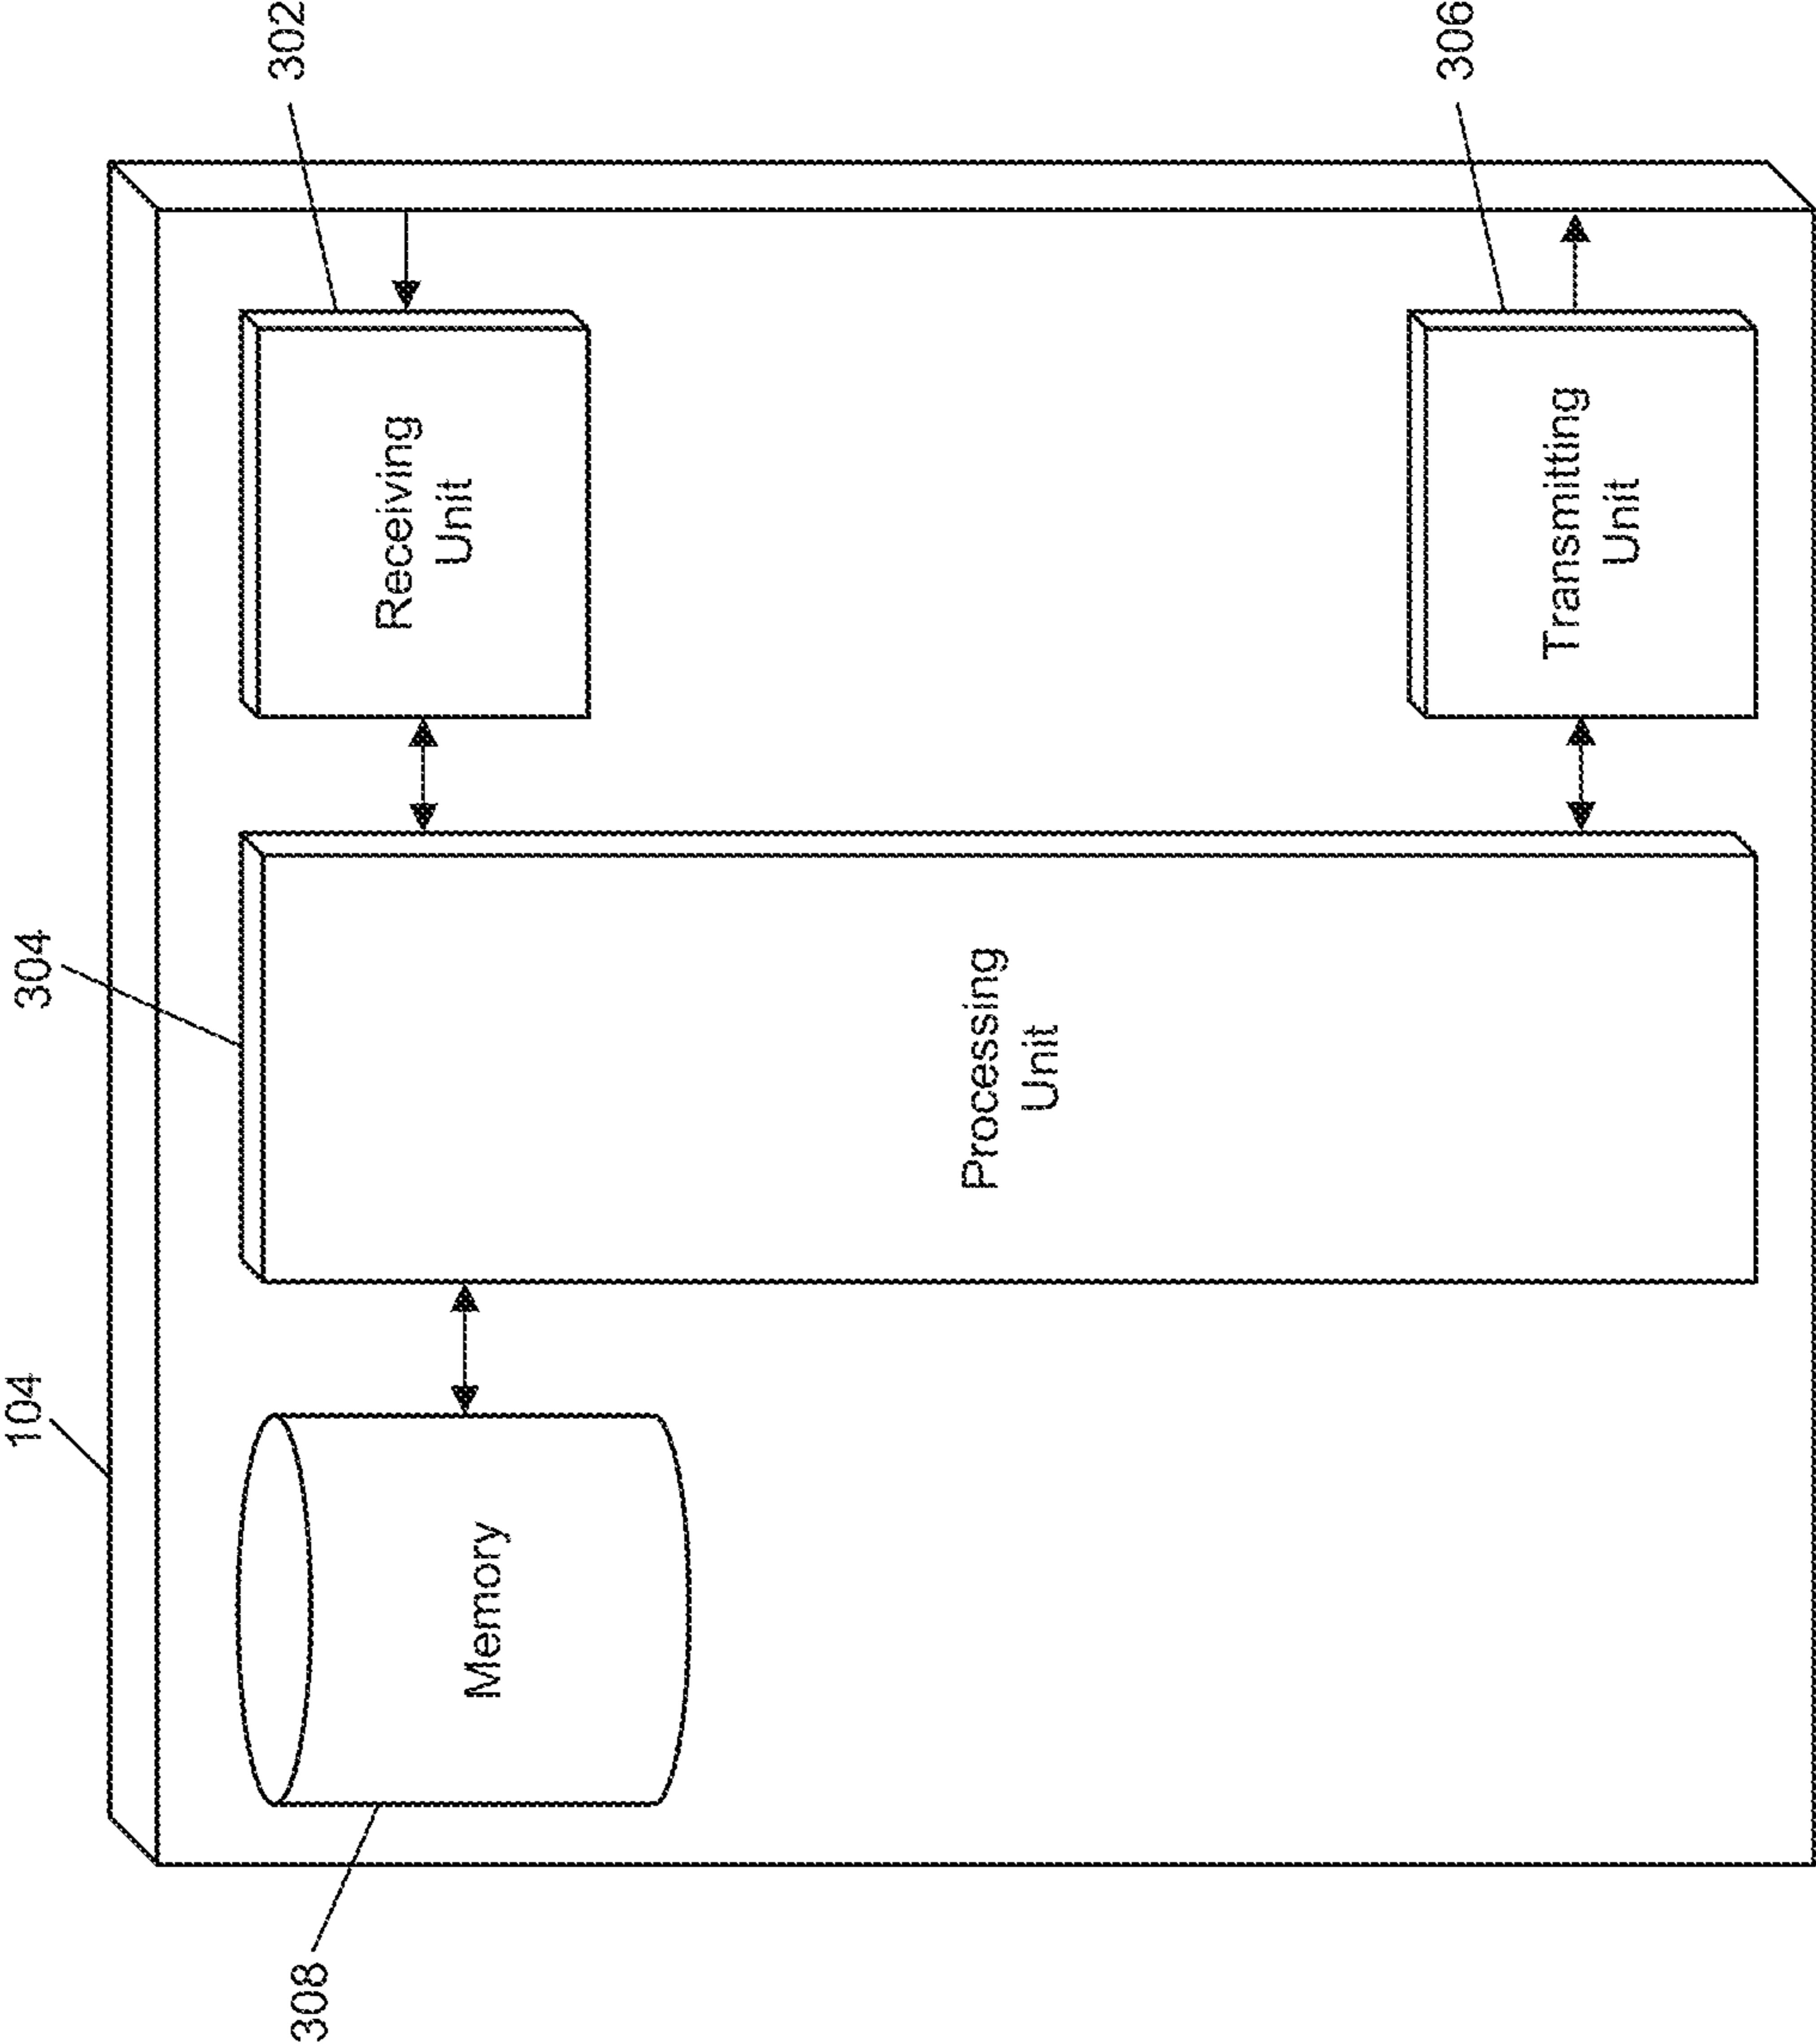 104
304
308
302
Memory
Receiving
Unit
Processing
Unit
306
Transmitting
Unit